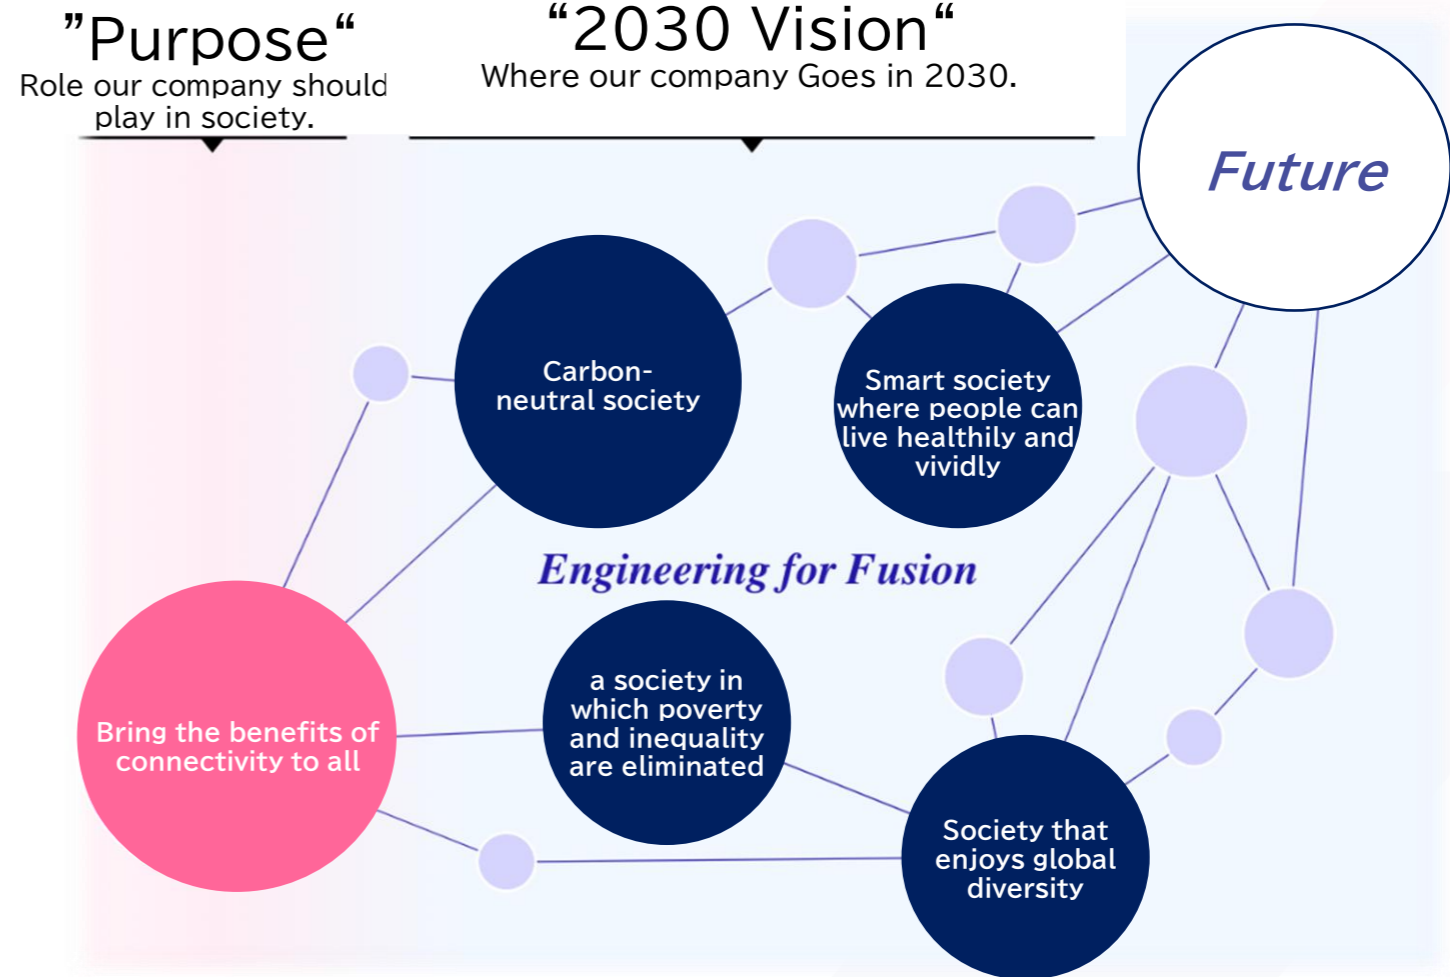 ”Purpose“
Role our company should
play in society.
“2030 Vision“
Where our company Goes in 2030.
Future
Carbon-
neutral society
Smart society
where people can
live healthily and
vividly
Engineering for Fusion
a society in
which poverty
and inequality
are eliminated
Bring the benefits of
connectivity to all
Society that
enjoys global
diversity